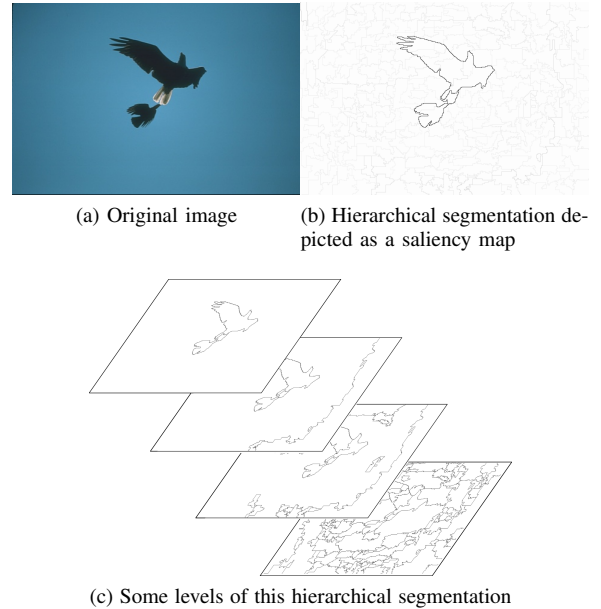 (a) Original image
(b) Hierarchical segmentation de-
picted as a saliency map
(c) Some levels of this hierarchical segmentation